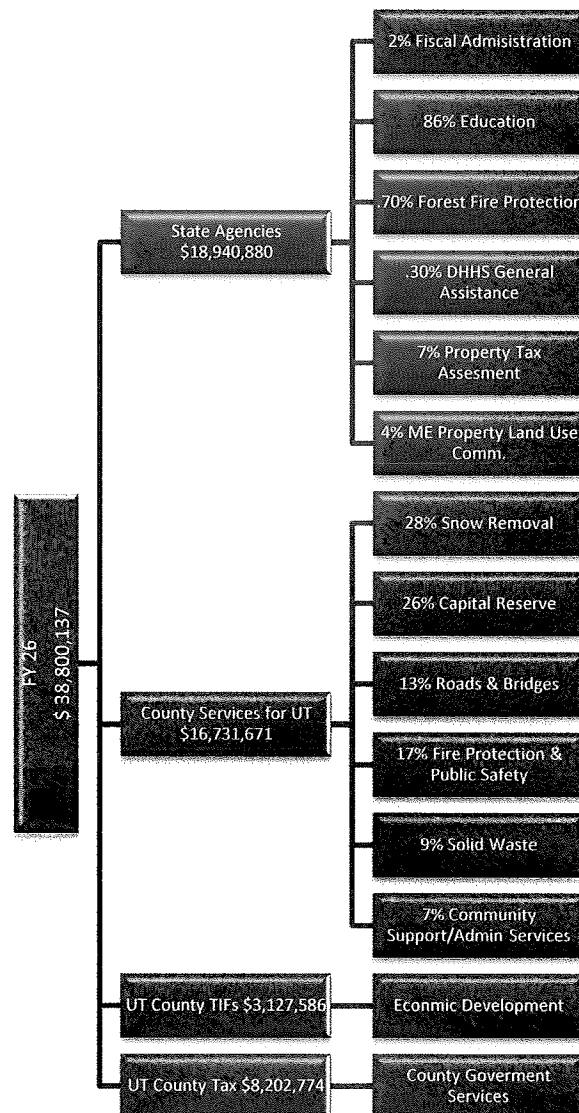 FY 26
$ 38,800,137
State Agencies
$18,940,880
2% Fiscal Admisistration
86% Education
.70% Forest Fire Protection
.30% DHHS General
Assistance
7% Property Tax
Assesment
4% ME Property Land Use
Comm.
County Services for UT
$16,731,671
28% Snow Removal
26% Capital Reserve
13% Roads & Bridges
17% Fire Protection &
Public Safety
9% Solid Waste
7% Community
Support/Admin Services
UT County TIFs $3,127,586
Econmic Development
UT County Tax $8,202,774
County Goverment
Services